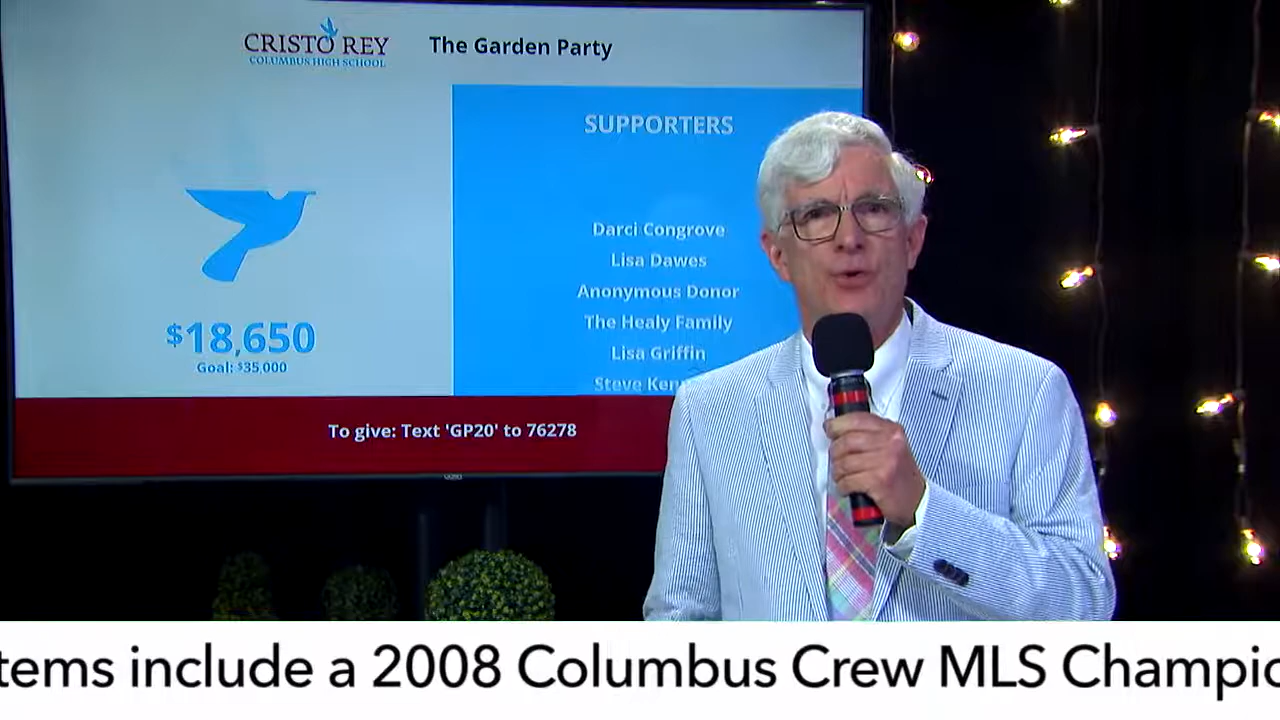 CRISTO REY
COLUMBUS HIGH SCHOOL
The Garden Party
SUPPORTERS
Darci Congrove
Lisa Dawes
Anonymous Donor
The Healy Family
Lisa Griffin
Steve
$18,650
Goal: $35,000
To give: Text 'GP20' to 76278
tems include a 2008 Columbus Crew MLS Champio